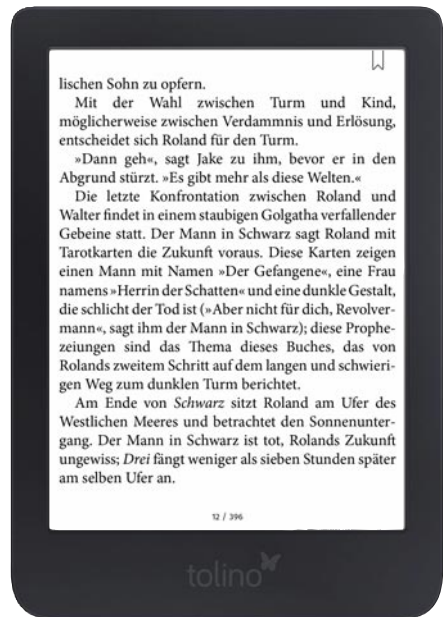 lischen Sohn zu opfern.
Mit der Wahl zwischen Turm und Kind,
möglicherweise zwischen Verdammnis und Erlösung,
entscheidet sich Roland für den Turm.
»Dann geh«, sagt Jake zu ihm, bevor er in den
Abgrund stürzt. »Es gibt mehr als diese Welten.«
Die letzte Konfrontation zwischen Roland und
Walter findet in einem staubigen Golgatha verfallender
Gebeine statt. Der Mann in Schwarz sagt Roland mit
Tarotkarten die Zukunft voraus. Diese Karten zeigen
einen Mann mit Namen »Der Gefangene«, eine Frau
namens »Herrin der Schatten« und eine dunkle Gestalt,
die schlicht der Tod ist (»Aber nicht für dich, Revolver-
mann«, sagt ihm der Mann in Schwarz); diese Prophe-
zeiungen sind das Thema dieses Buches, das von
Rolands zweitem Schritt auf dem langen und schwieri-
gen Weg zum dunklen Turm berichtet.
Am Ende von Schwarz sitzt Roland am Ufer des
Westlichen Meeres und betrachtet den Sonnenunter-
gang. Der Mann in Schwarz ist tot, Rolands Zukunft
ungewiss; Drei fängt weniger als sieben Stunden später
am selben Ufer an.
12 / 396
tolino